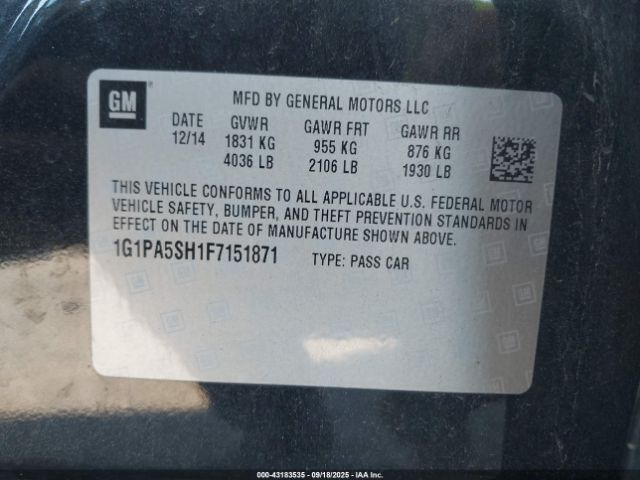 GM
MFD BY GENERAL MOTORS LLC
DATE GVWR GAWR FRT GAWR RR
12/14 1831 KG 955 KG 876 KG
4036 LB 2106 LB 1930 LB
THIS VEHICLE CONFORMS TO ALL APPLICABLE U.S. FEDERAL MOTOR
VEHICLE SAFETY, BUMPER, AND THEFT PREVENTION STANDARDS IN
EFFECT ON THE DATE OF MANUFACTURE SHOWN ABOVE.
1G1PA5SH1F7151871 TYPE: PASS CAR
000-43183535 - 09/18/2025 - IAA Inc.